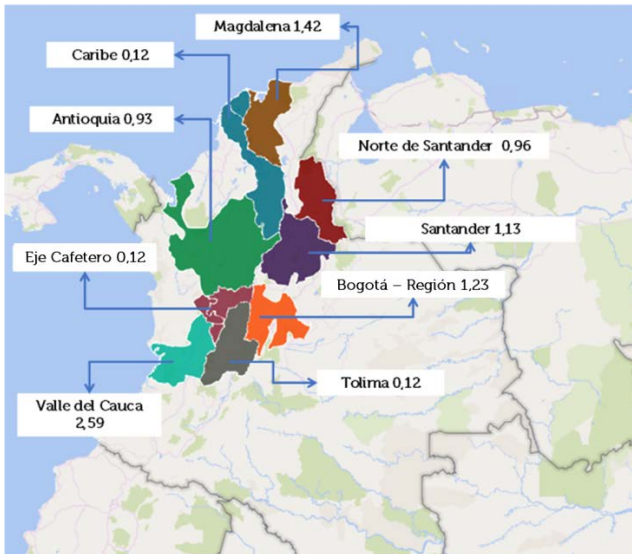 Magdalena 1,42
Caribe 0,12
Antioquia 0,93
Norte de Santander 0,96
Santander 1,13
Eje Cafetero 0,12
Bogotá – Región 1,23
Tolima 0,12
Valle del Cauca
2,59